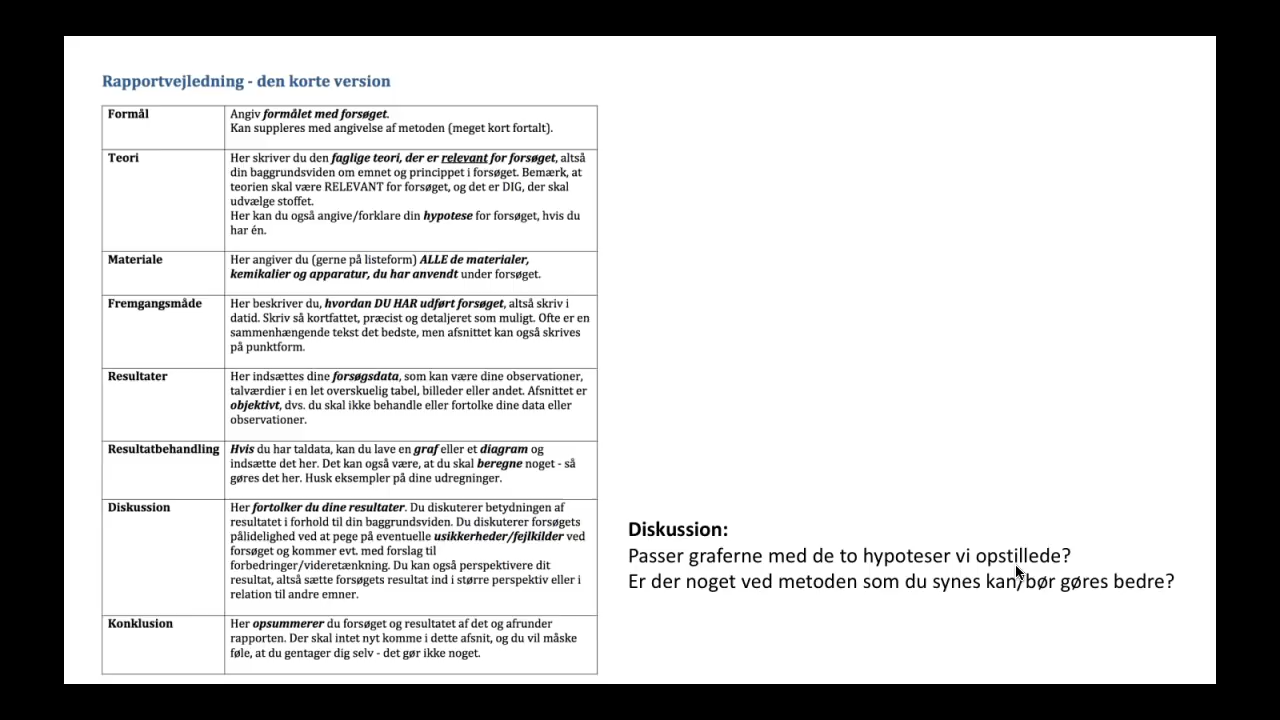 Rapportvejledning - den korte version
Formål
Angiv formålet med forsøget.
Kan suppleres med angivelse af metoden (meget kort fortalt).
Teori
Her skriver du den faglige teori, der er relevant for forsøget, altså
din baggrundsviden om emnet og princippet i forsøget. Bemærk, at
teorien skal være RELEVANT for forsøget, og det er DIG, der skal
udvælge stoffet.
Her kan du også angive/forklare din hypotese for forsøget, hvis du
har én.
Materiale
Her angiver du (gerne på listeform) ALLE de materialer,
kemikalier og apparatur, du har anvendt under forsøget.
Fremgangsmåde
Her beskriver du, hvordan DU HAR udført forsøget, altså skriv i
datid. Skriv så kortfattet, præcist og detaljeret som muligt. Ofte er en
sammenhængende tekst det bedste, men afsnittet kan også skrives
på punktform.
Resultater
Her indsættes dine forsøgsdata, som kan være dine observationer,
talværdier i en let overskuelig tabel, billeder eller andet. Afsnittet er
objektivt, dvs. du skal ikke behandle eller fortolke dine data eller
observationer.
Resultatbehandling
Hvis du har taldata, kan du lave en graf eller et diagram og
indsætte det her. Det kan også være, at du skal beregne noget - så
gøres det her. Husk eksempler på dine udregninger.
Diskussion
Her fortolker du dine resultater. Du diskuterer betydningen af
resultatet i forhold til din baggrundsviden. Du diskuterer forsøgets
pålidelighed ved at pege på eventuelle usikkerheder/fejlkilder ved
forsøget og kommer evt. med forslag til
forbedringer/videretænkning. Du kan også perspektivere dit
resultat, altså sætte forsøgets resultat ind i større perspektiv eller i
relation til andre emner.
Konklusion
Her opsummerer du forsøget og resultatet af det og afrunder
rapporten. Der skal intet nyt komme i dette afsnit, og du vil måske
føle, at du gentager dig selv - det gør ikke noget.
Diskussion:
Passer graferne med de to hypoteser vi opstillede?
Er der noget ved metoden som du synes kan/bør gøres bedre?